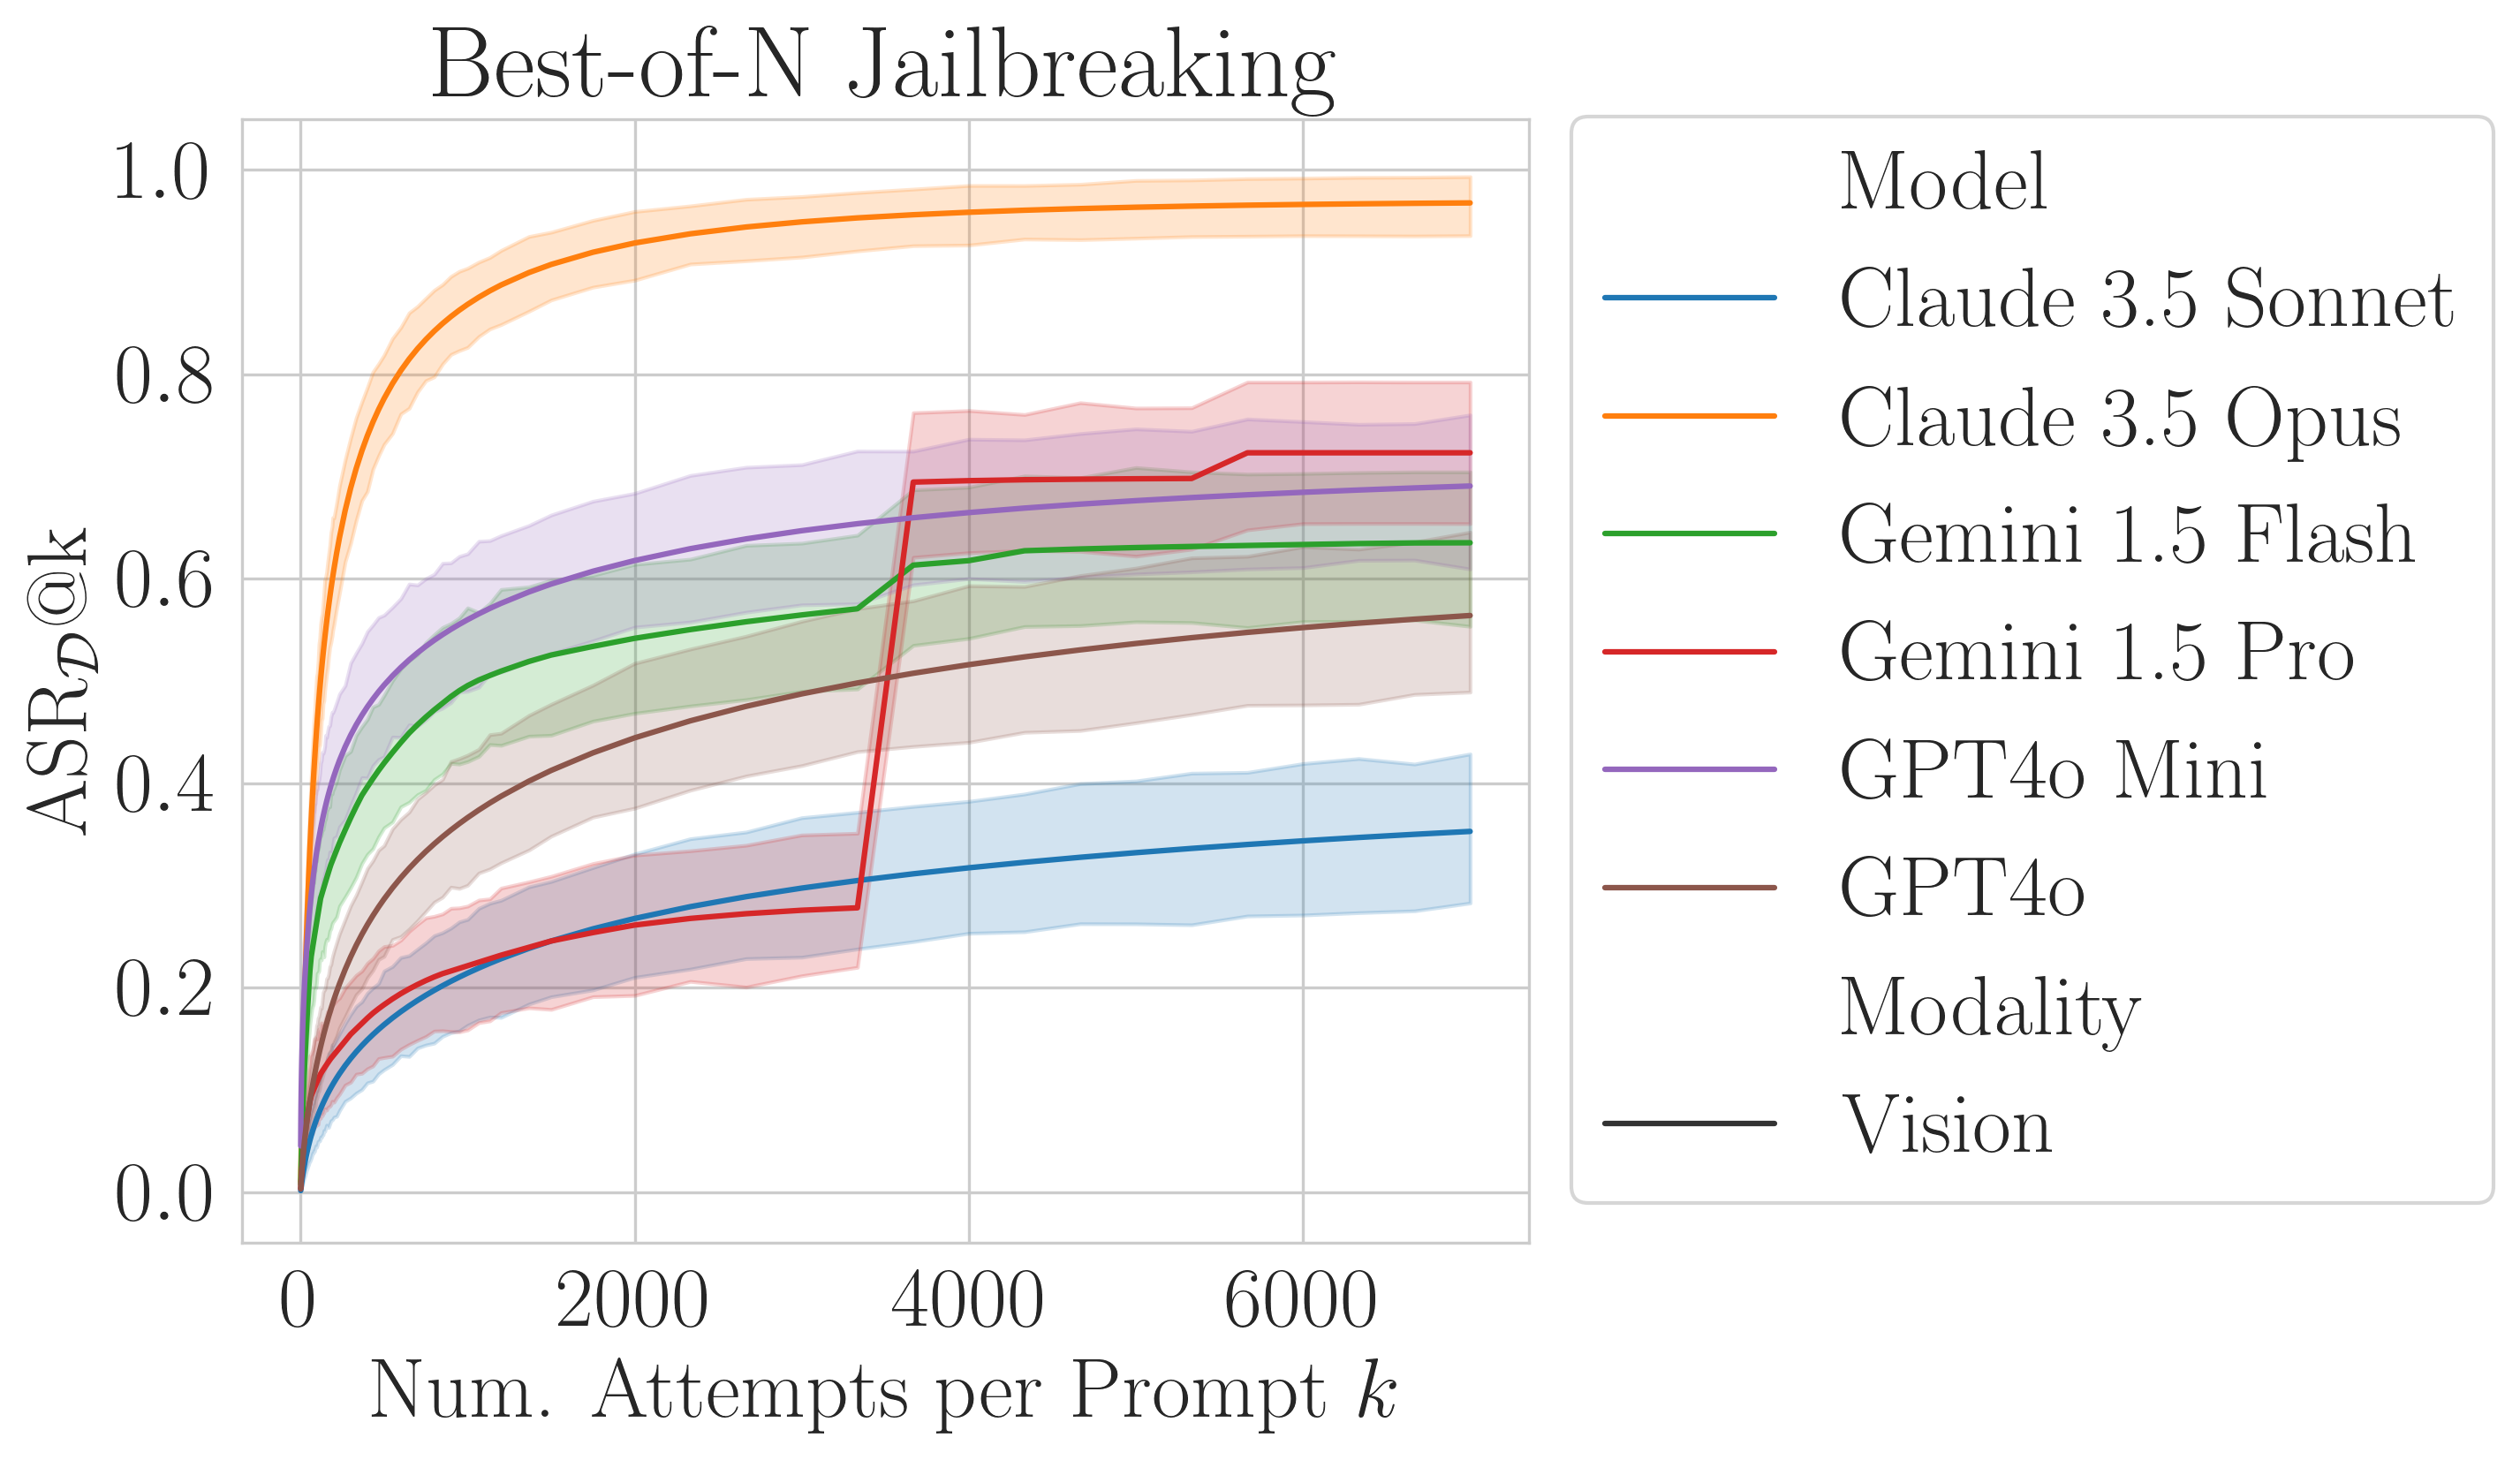 Best-of-N Jailbreaking
1.0
0.8
0.6
0.4
0.2
0.0
ASR𝒟@k
0 2000 4000 6000
Num. Attempts per Prompt k
Model
Claude 3.5 Sonnet
Claude 3.5 Opus
Gemini 1.5 Flash
Gemini 1.5 Pro
GPT4o Mini
GPT4o
Modality
Vision